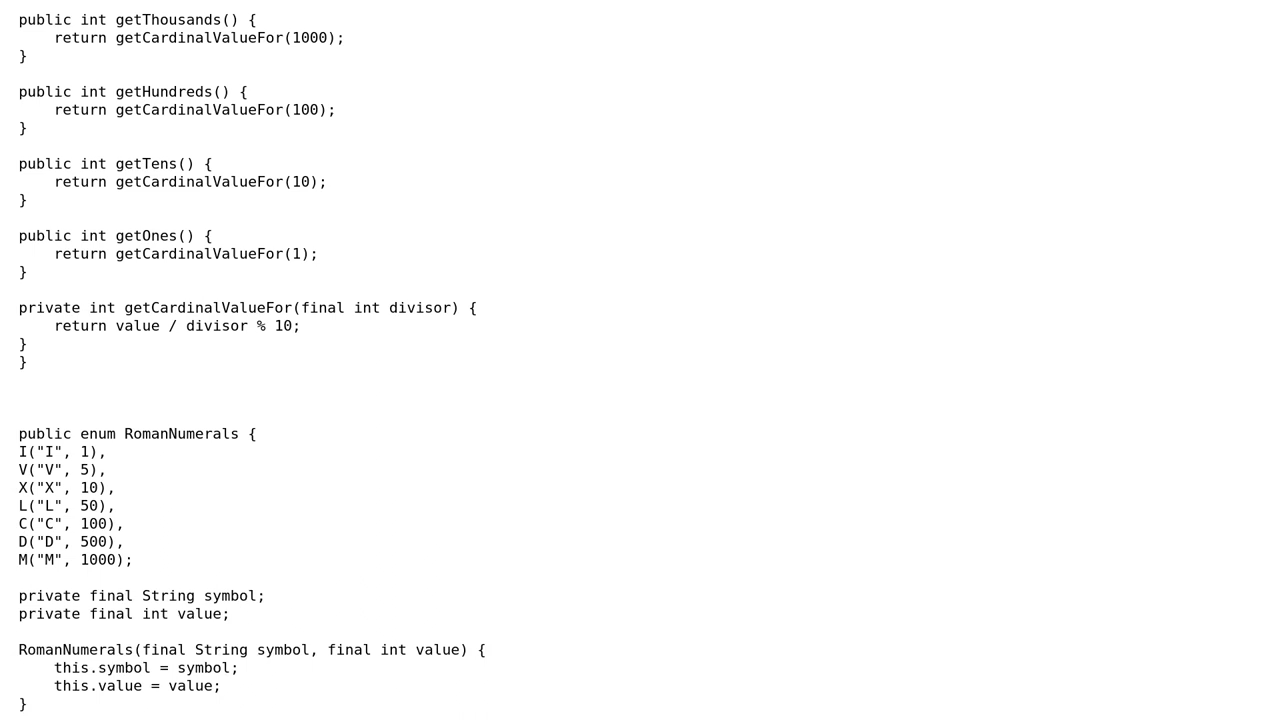 public int getThousands() {
    return getCardinalValueFor(1000);
}

public int getHundreds() {
    return getCardinalValueFor(100);
}

public int getTens() {
    return getCardinalValueFor(10);
}

public int getOnes() {
    return getCardinalValueFor(1);
}

private int getCardinalValueFor(final int divisor) {
    return value / divisor % 10;
}
}

public enum RomanNumerals {
I("I", 1),
V("V", 5),
X("X", 10),
L("L", 50),
C("C", 100),
D("D", 500),
M("M", 1000);

private final String symbol;
private final int value;

RomanNumerals(final String symbol, final int value) {
    this.symbol = symbol;
    this.value = value;
}